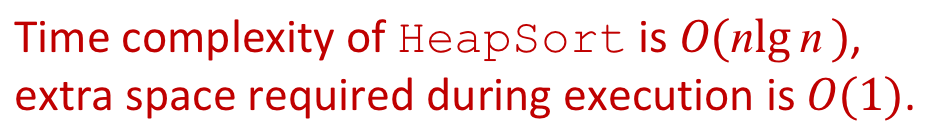 Time complexity of HeapSort is O(nlg n ),
extra space required during execution is O(1).